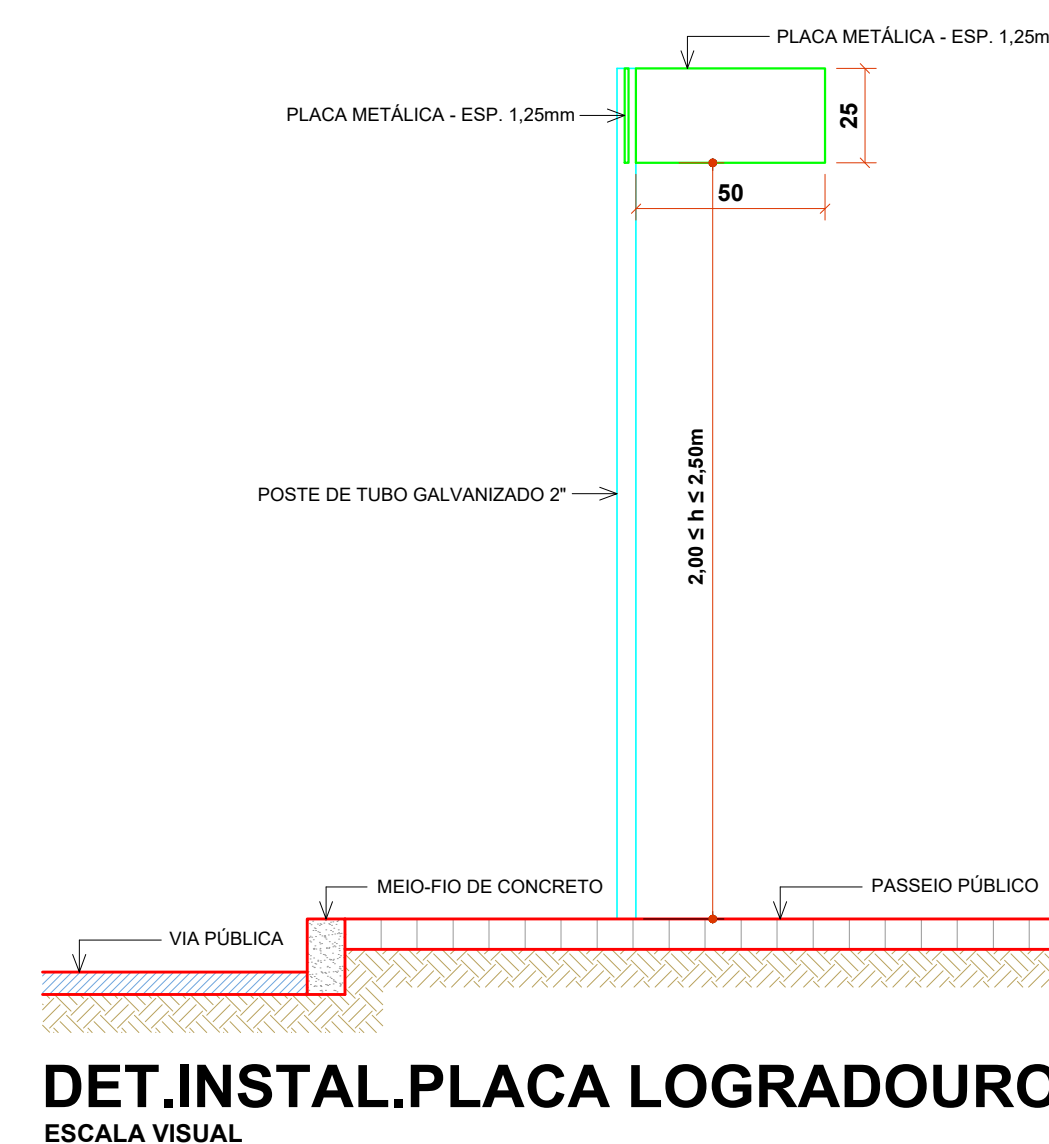 PLACA METÁLICA - ESP. 1,25m
PLACA METÁLICA - ESP. 1,25mm
25
50
2,00 ≤ h ≤ 2,50m
POSTE DE TUBO GALVANIZADO 2"
MEIO-FIO DE CONCRETO
PASSEIO PÚBLICO
VIA PÚBLICA
DET.INSTAL.PLACA LOGRADOURO
ESCALA VISUAL